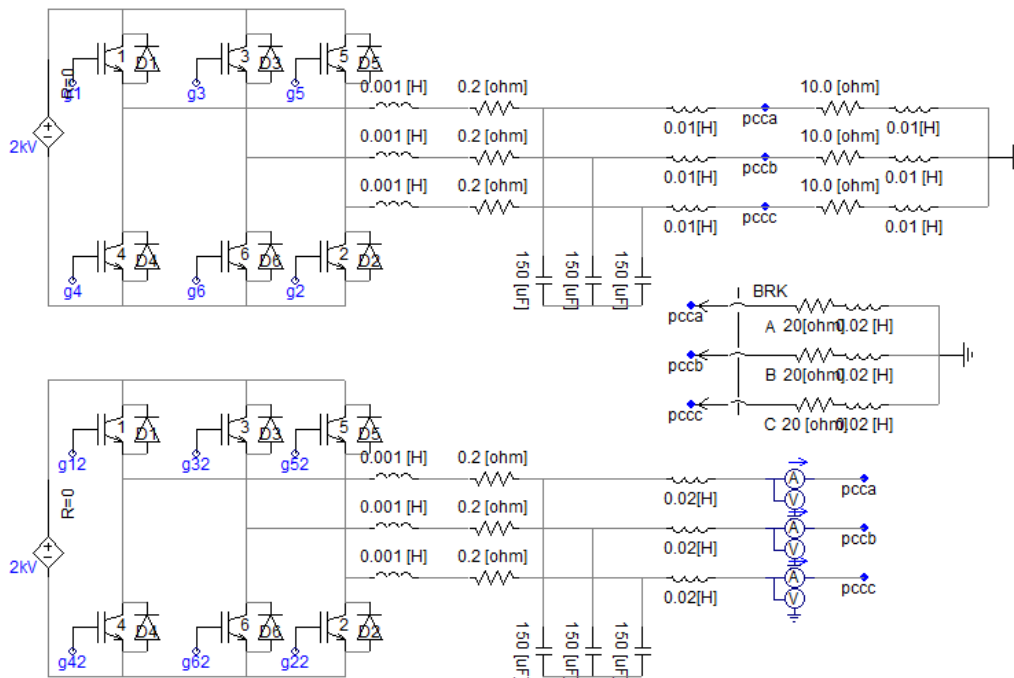 1 D1 3 D3 5 D5
R=0
g1 g3 g5
0.001 [H] 0.2 [ohm] 10.0 [ohm]
0.01[H] pcca 0.01[H]
2kV
0.001 [H] 0.2 [ohm] 10.0 [ohm]
0.01[H] pccb 0.01 [H]
0.001 [H] 0.2 [ohm] 10.0 [ohm]
0.01[H] pccc 0.01 [H]
4 D4 6 D6 2 D2
g4 g6 g2
150 [uF] 150 [uF] 150 [uF]
BRK
pcca A 20[ohm] 0.02 [H]
pccb B 20[ohm] 0.02 [H]
pccc C 20 [ohm] 0.02 [H]
1 D1 3 D3 5 D5
g12 g32 g52
R=0
0.001 [H] 0.2 [ohm]
0.02[H] A V pcca
0.001 [H] 0.2 [ohm]
0.02[H] A V pccb
2kV
0.001 [H] 0.2 [ohm]
0.02[H] A V pccc
4 D4 6 D6 2 D2
g42 g62 g22
150 [uF] 150 [uF] 150 [uF]